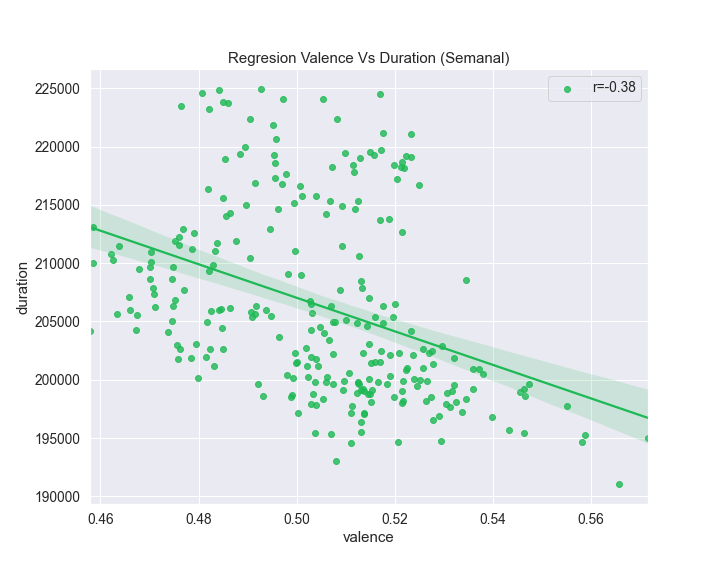 Regresion Valence Vs Duration (Semanal)
r=-0.38
225000
220000
215000
210000
205000
200000
195000
190000
duration
0.46 0.48 0.50 0.52 0.54 0.56
valence